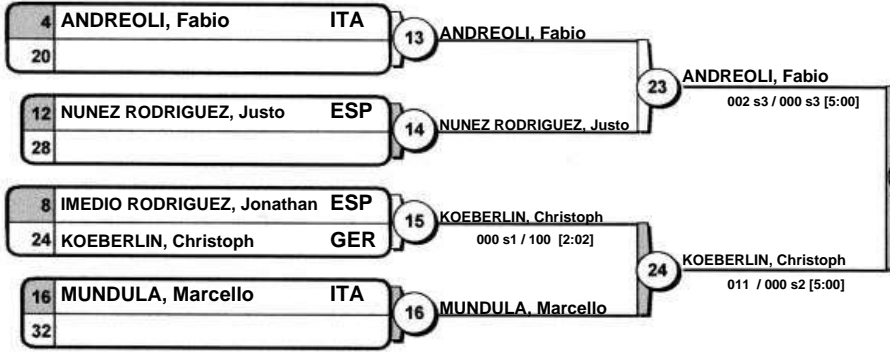 4 ANDREOLI, Fabio ITA
20
13 ANDREOLI, Fabio
12 NUNEZ RODRIGUEZ, Justo ESP
28
14 NUNEZ RODRIGUEZ, Justo
23 ANDREOLI, Fabio
002 s3 / 000 s3 [5:00]
8 IMEDIO RODRIGUEZ, Jonathan ESP
24 KOEBERLIN, Christoph GER
15 KOEBERLIN, Christoph
000 s1 / 100 [2:02]
16 MUNDULA, Marcello ITA
32
16 MUNDULA, Marcello
24 KOEBERLIN, Christoph
011 / 000 s2 [5:00]